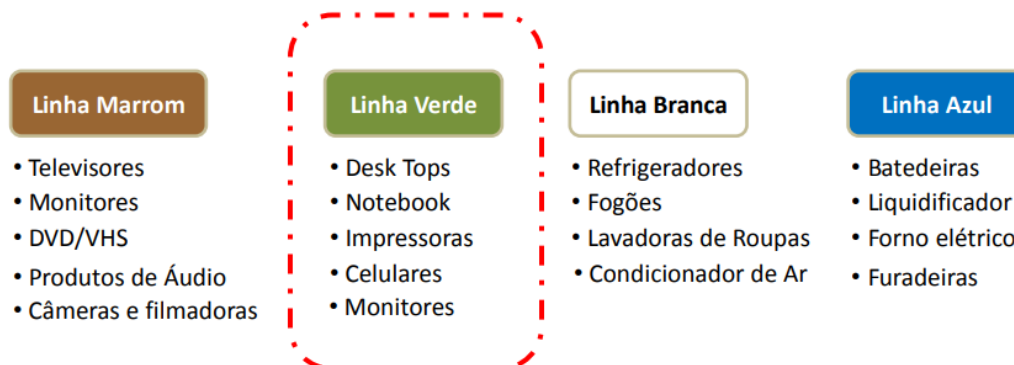 Linha Marrom
• Televisores
• Monitores
• DVD/VHS
• Produtos de Áudio
• Câmeras e filmadoras
Linha Verde
• Desk Tops
• Notebook
• Impressoras
• Celulares
• Monitores
Linha Branca
• Refrigeradores
• Fogões
• Lavadoras de Roupas
• Condicionador de Ar
Linha Azul
• Batedeiras
• Liquidificador
• Forno elétrico
• Furadeiras